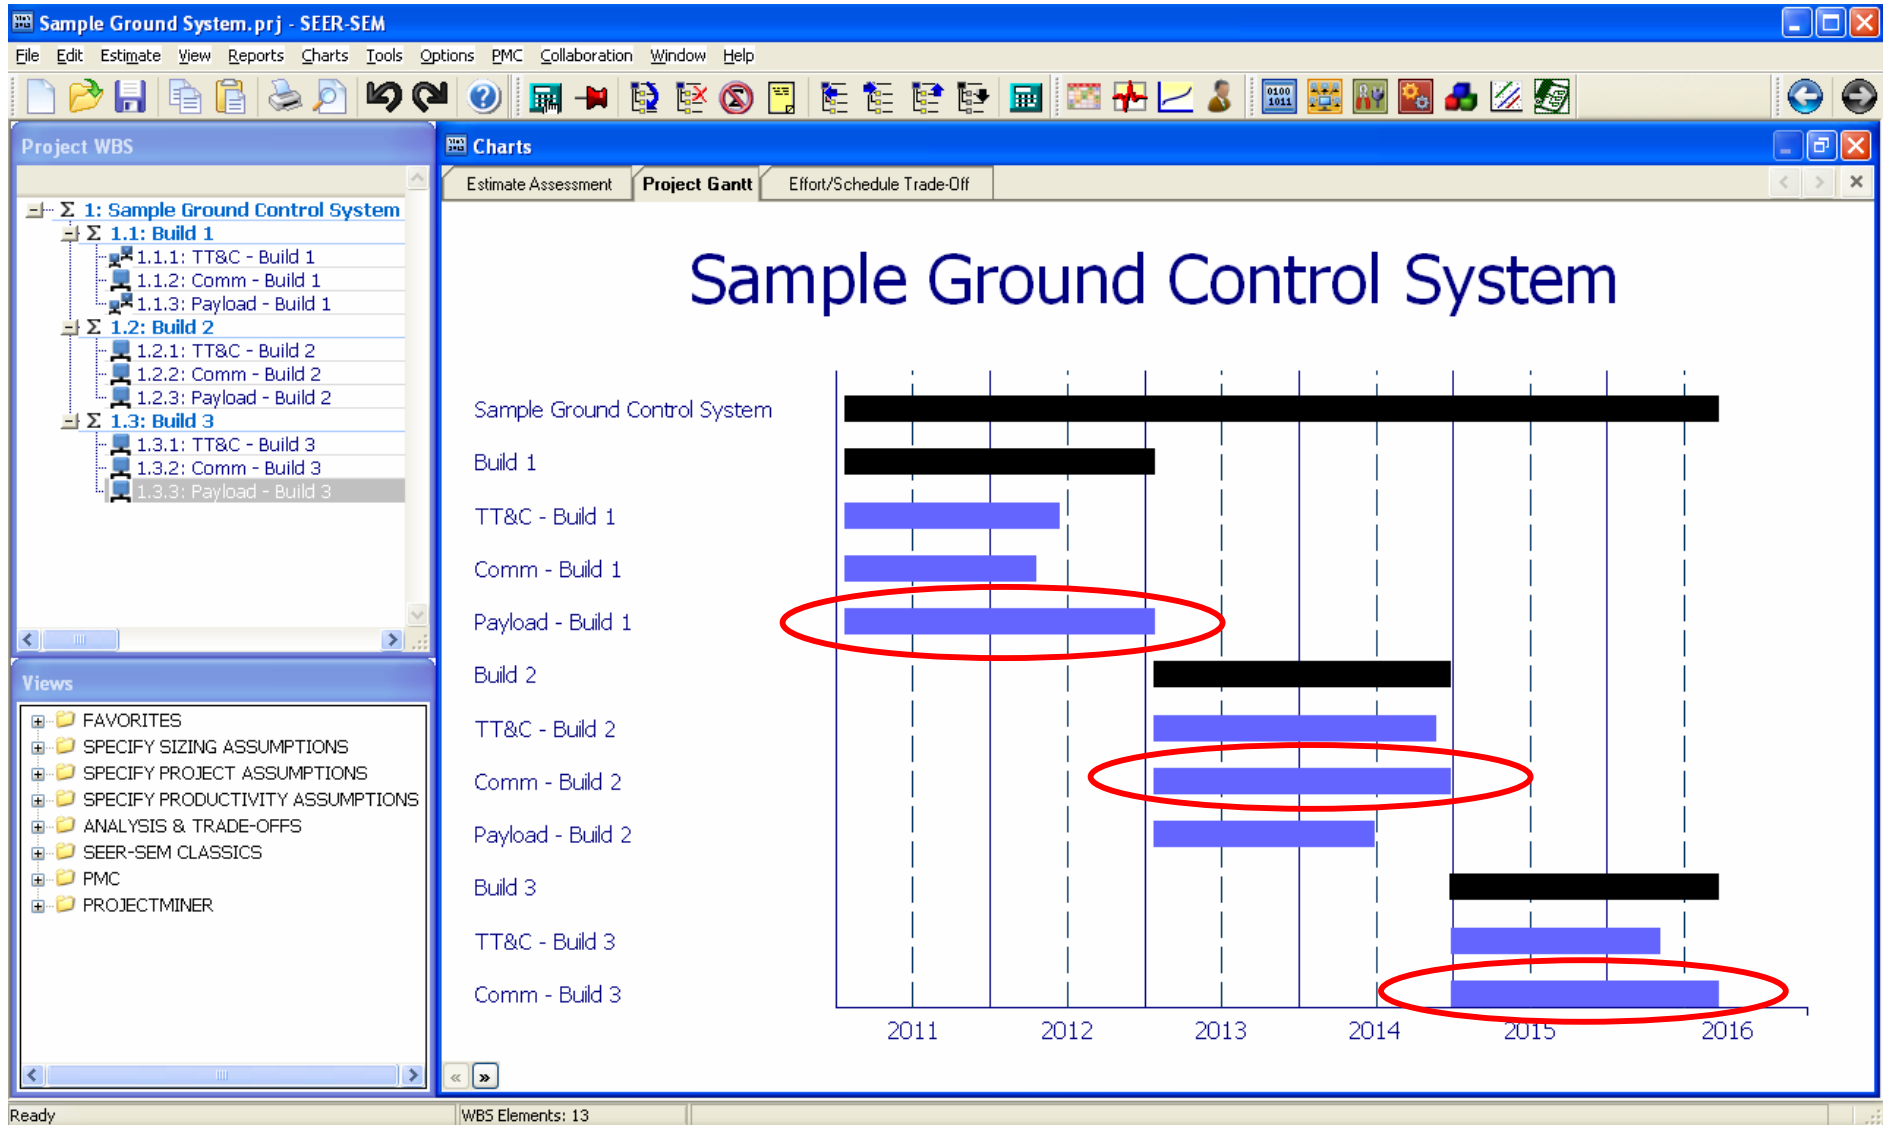 Sample Ground System.prj - SEER-SEM
File Edit Estimate View Reports Charts Tools Options PMC Collaboration Window Help
0100
1011
Project WBS
Σ 1: Sample Ground Control System
Σ 1.1: Build 1
1.1.1: TT&C - Build 1
1.1.2: Comm - Build 1
1.1.3: Payload - Build 1
Σ 1.2: Build 2
1.2.1: TT&C - Build 2
1.2.2: Comm - Build 2
1.2.3: Payload - Build 2
Σ 1.3: Build 3
1.3.1: TT&C - Build 3
1.3.2: Comm - Build 3
1.3.3: Payload - Build 3
Views
FAVORITES
SPECIFY SIZING ASSUMPTIONS
SPECIFY PROJECT ASSUMPTIONS
SPECIFY PRODUCTIVITY ASSUMPTIONS
ANALYSIS & TRADE-OFFS
SEER-SEM CLASSICS
PMC
PROJECTMINER
Charts
Estimate Assessment Project Gantt Effort/Schedule Trade-Off
Sample Ground Control System
Sample Ground Control System
Build 1
TT&C - Build 1
Comm - Build 1
Payload - Build 1
Build 2
TT&C - Build 2
Comm - Build 2
Payload - Build 2
Build 3
TT&C - Build 3
Comm - Build 3
2011 2012 2013 2014 2015 2016
Ready WBS Elements: 13